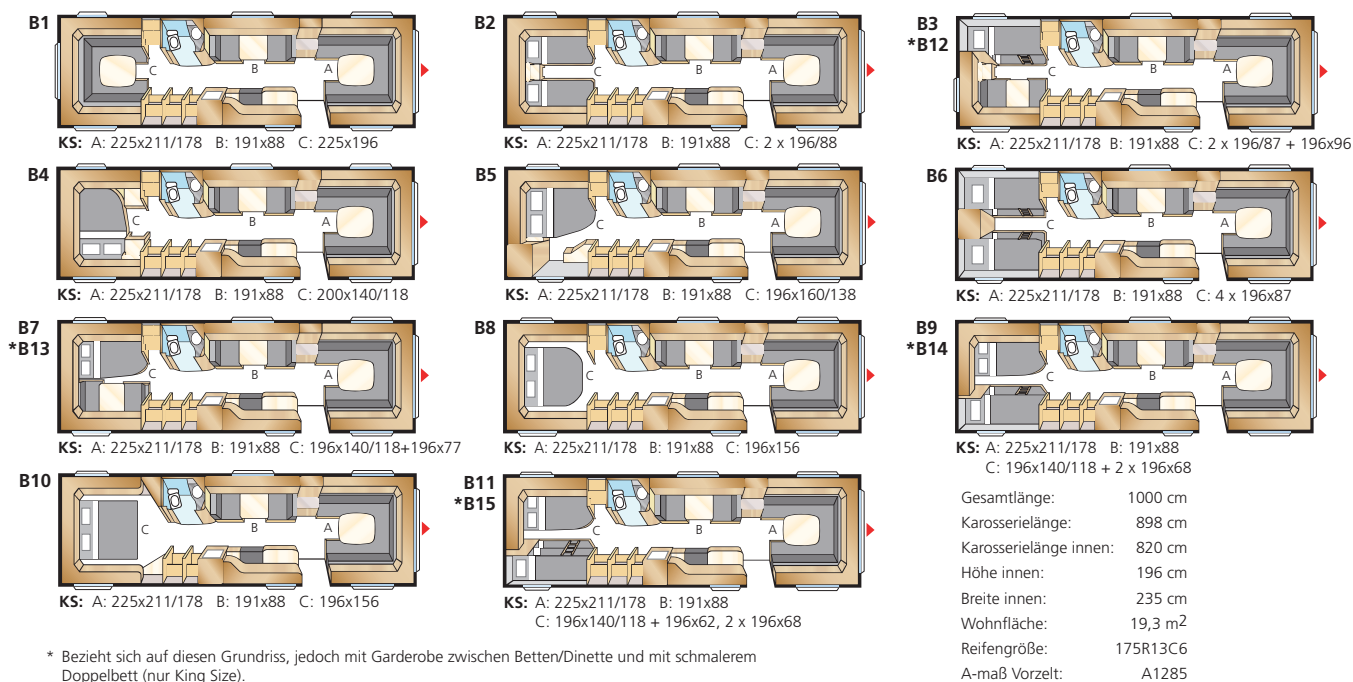 B1
C
B
A
KS: A: 225x211/178 B: 191x88 C: 225x196
B2
C
B
A
KS: A: 225x211/178 B: 191x88 C: 2 x 196/88
B3
*B12
C
B
A
KS: A: 225x211/178 B: 191x88 C: 2 x 196/87 + 196x96
B4
C
B
A
KS: A: 225x211/178 B: 191x88 C: 200x140/118
B5
C
B
A
KS: A: 225x211/178 B: 191x88 C: 196x160/138
B6
C
B
A
KS: A: 225x211/178 B: 191x88 C: 4 x 196x87
B7
*B13
C
B
A
KS: A: 225x211/178 B: 191x88 C: 196x140/118+196x77
B8
C
B
A
KS: A: 225x211/178 B: 191x88 C: 196x156
B9
*B14
C
B
A
KS: A: 225x211/178 B: 191x88
C: 196x140/118 + 2 x 196x68
B10
C
B
A
KS: A: 225x211/178 B: 191x88 C: 196x156
B11
*B15
C
B
A
KS: A: 225x211/178 B: 191x88
C: 196x140/118 + 196x62, 2 x 196x68
Gesamtlänge: 1000 cm
Karosserielänge: 898 cm
Karosserielänge innen: 820 cm
Höhe innen: 196 cm
Breite innen: 235 cm
Wohnfläche: 19,3 m2
Reifengröße: 175R13C6
A-maß Vorzelt: A1285
* Bezieht sich auf diesen Grundriss, jedoch mit Garderobe zwischen Betten/Dinette und mit schmalerem
Doppelbett (nur King Size).